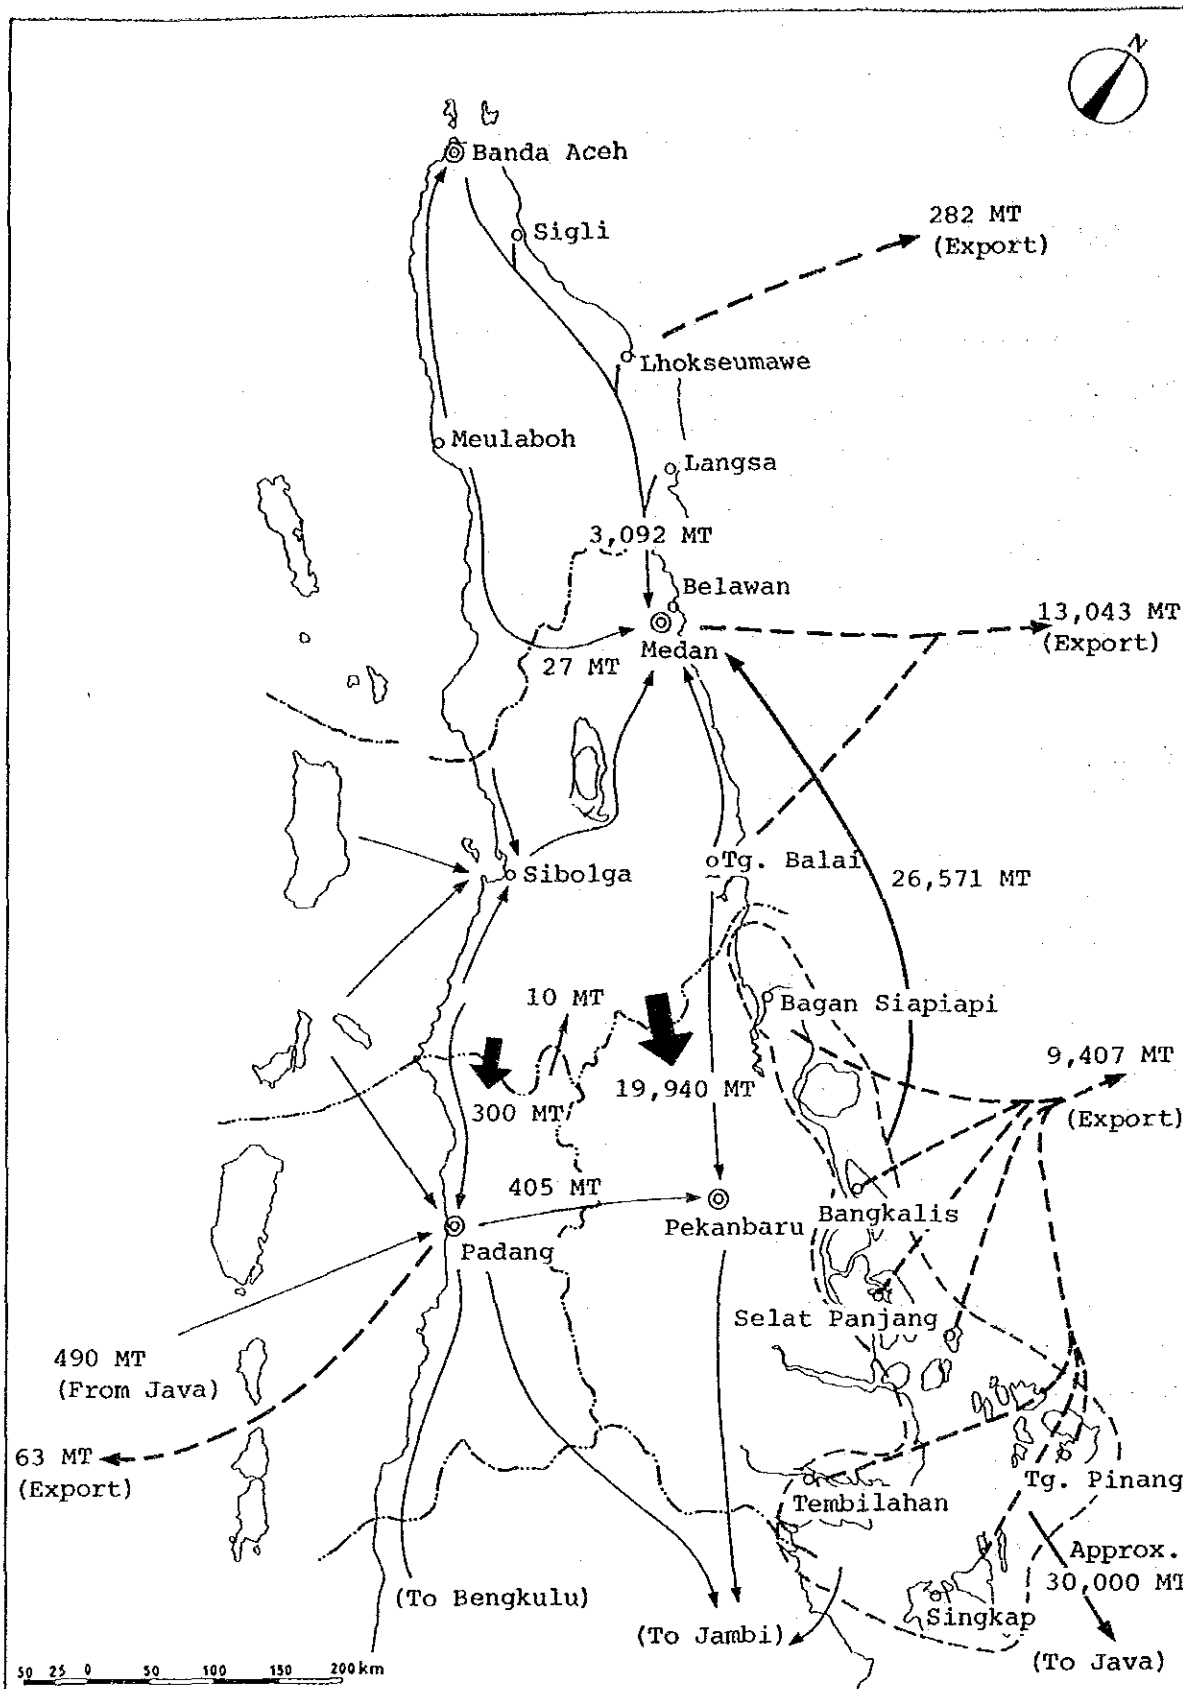 N
Banda Aceh
Sigli
282 MT
(Export)
Lhokseumawe
Meulaboh
Langsa
3,092 MT
Belawan
13,043 MT
(Export)
Medan
27 MT
Tg. Balai
Sibolga
26,571 MT
10 MT
Bagan Siapiapi
9,407 MT
(Export)
300 MT
19,940 MT
405 MT
Pekanbaru
Bangkalis
Padang
Selat Panjang
490 MT
(From Java)
63 MT
(Export)
Tg. Pinang
Tembilahan
Approx.
30,000 MT
(To Bengkulu)
Singkap
(To Jambi)
(To Java)
50 25 0 50 100 150 200 km